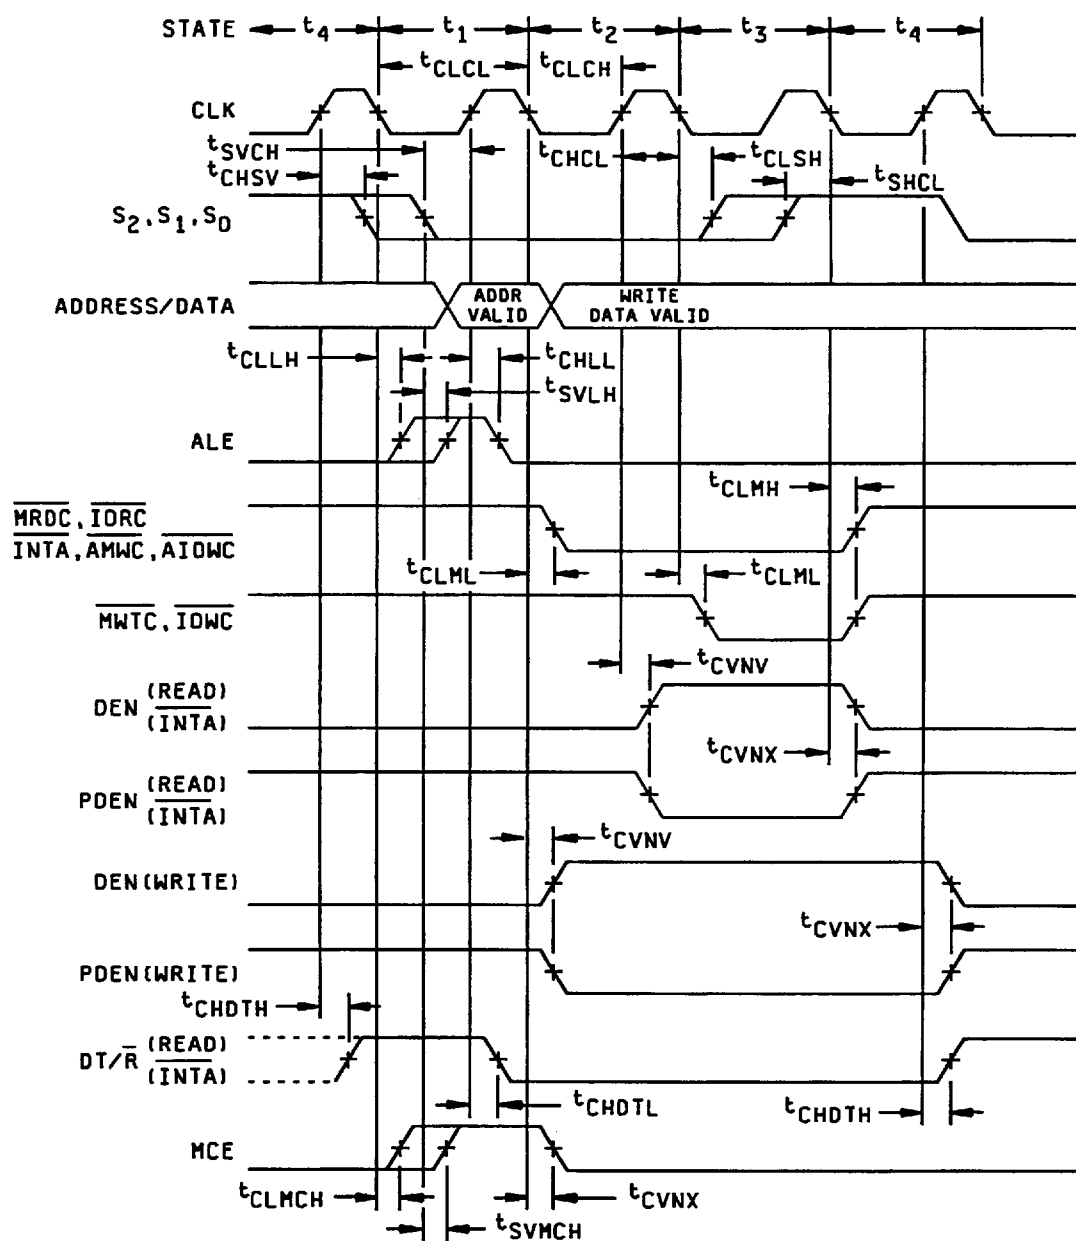 STATE t4 t1 t2 t3 t4
tCLCL tCLCH
CLK
tSVCH tCHCL tCLSH
tCHSV tSHCL
S2,S1,S0
ADDRESS/DATA ADDR VALID WRITE DATA VALID
tCLLH tCHLL
tSVLH
ALE
tCLMH
MRDC,IORC
INTA,AMWC,AIOWC
tCLML tCLML
MWTC,IOWC
tCVNV
DEN (READ) (INTA)
tCVNX
PDEN (READ) (INTA)
tCVNV
DEN(WRITE)
tCVNX
PDEN(WRITE)
tCHDTH
DT/R (READ) (INTA)
tCHDTL tCHDTH
MCE
tCLMCH tCVNX
tSVMCH